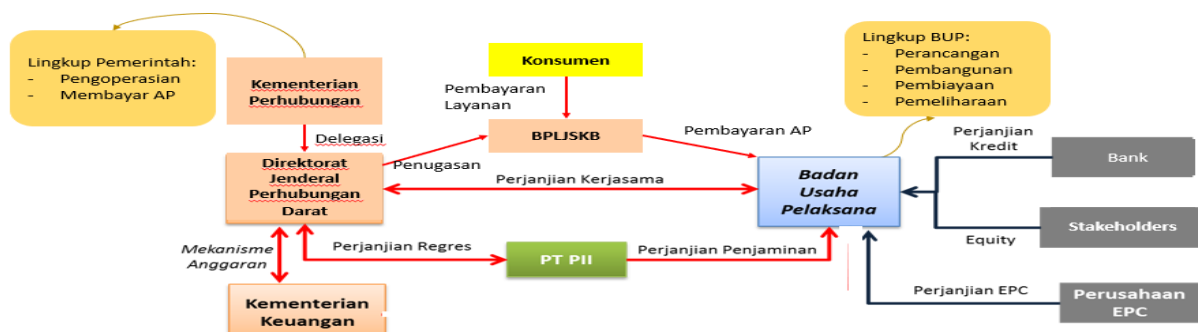 Lingkup Pemerintah:
- Pengoperasian
- Membayar AP
Kementerian
Perhubungan
Konsumen
Lingkup BUP:
- Perancangan
- Pembangunan
- Pembiayaan
- Pemeliharaan
Pembayaran
Layanan
Delegasi
BPLJSKB
Pembayaran AP
Perjanjian
Kredit
Bank
Direktorat
Jenderal
Perhubungan
Darat
Penugasan
Perjanjian Kerjasama
Badan
Usaha
Pelaksana
Equity
Stakeholders
Mekanisme
Anggaran
Perjanjian Regres
PT PII
Perjanjian Penjaminan
Perjanjian EPC
Perusahaan
EPC
Kementerian
Keuangan